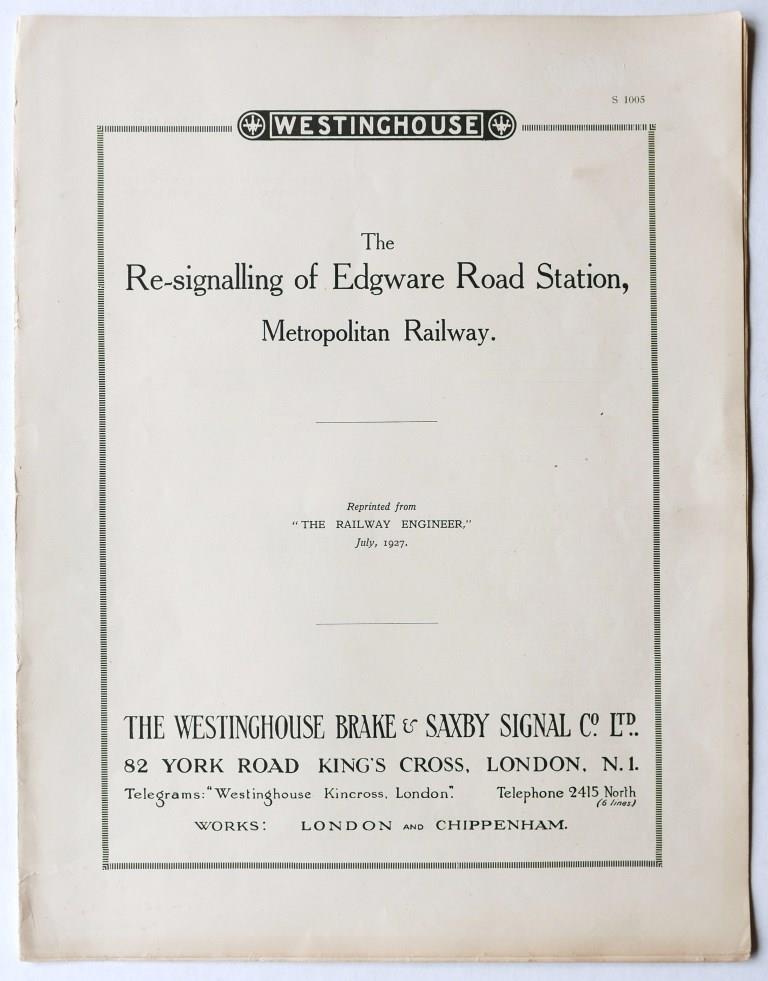 S 1005
WESTINGHOUSE
The
Re-signalling of Edgware Road Station,
Metropolitan Railway.
Reprinted from
"THE RAILWAY ENGINEER,"
July, 1927.
THE WESTINGHOUSE BRAKE & SAXBY SIGNAL Co. LTD.
82 YORK ROAD KING'S CROSS, LONDON, N.1.
Telegrams: "Westinghouse Kincross, London". Telephone 2415 North
(6 lines)
WORKS: LONDON AND CHIPPENHAM.